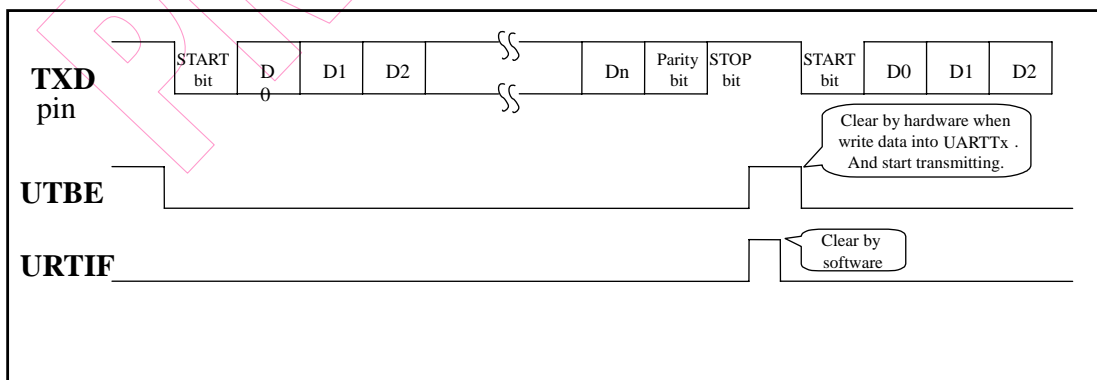 TXD
pin
START
bit
D
0
D1
D2
Dn
Parity
bit
STOP
bit
START
bit
D0
D1
D2
Clear by hardware when
write data into UARTTx .
And start transmitting.
UTBE
Clear by
software
URTIF